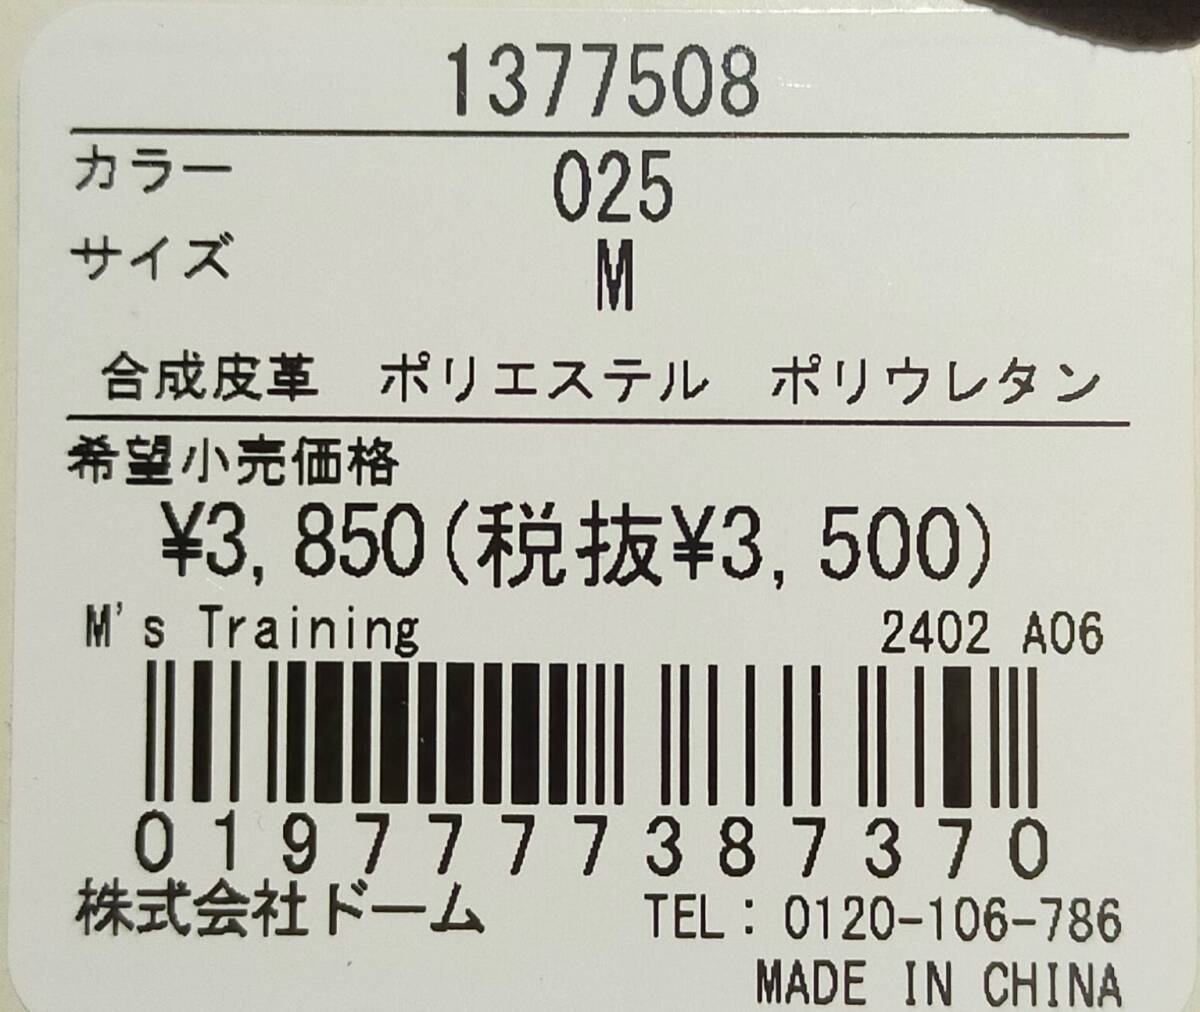 1377508
カラー 025
サイズ M
合成皮革 ポリエステル ポリウレタン
希望小売価格
¥3,850(税抜¥3,500)
M's Training 2402 A06
0197777387370
株式会社ドーム TEL: 0120-106-786
MADE IN CHINA